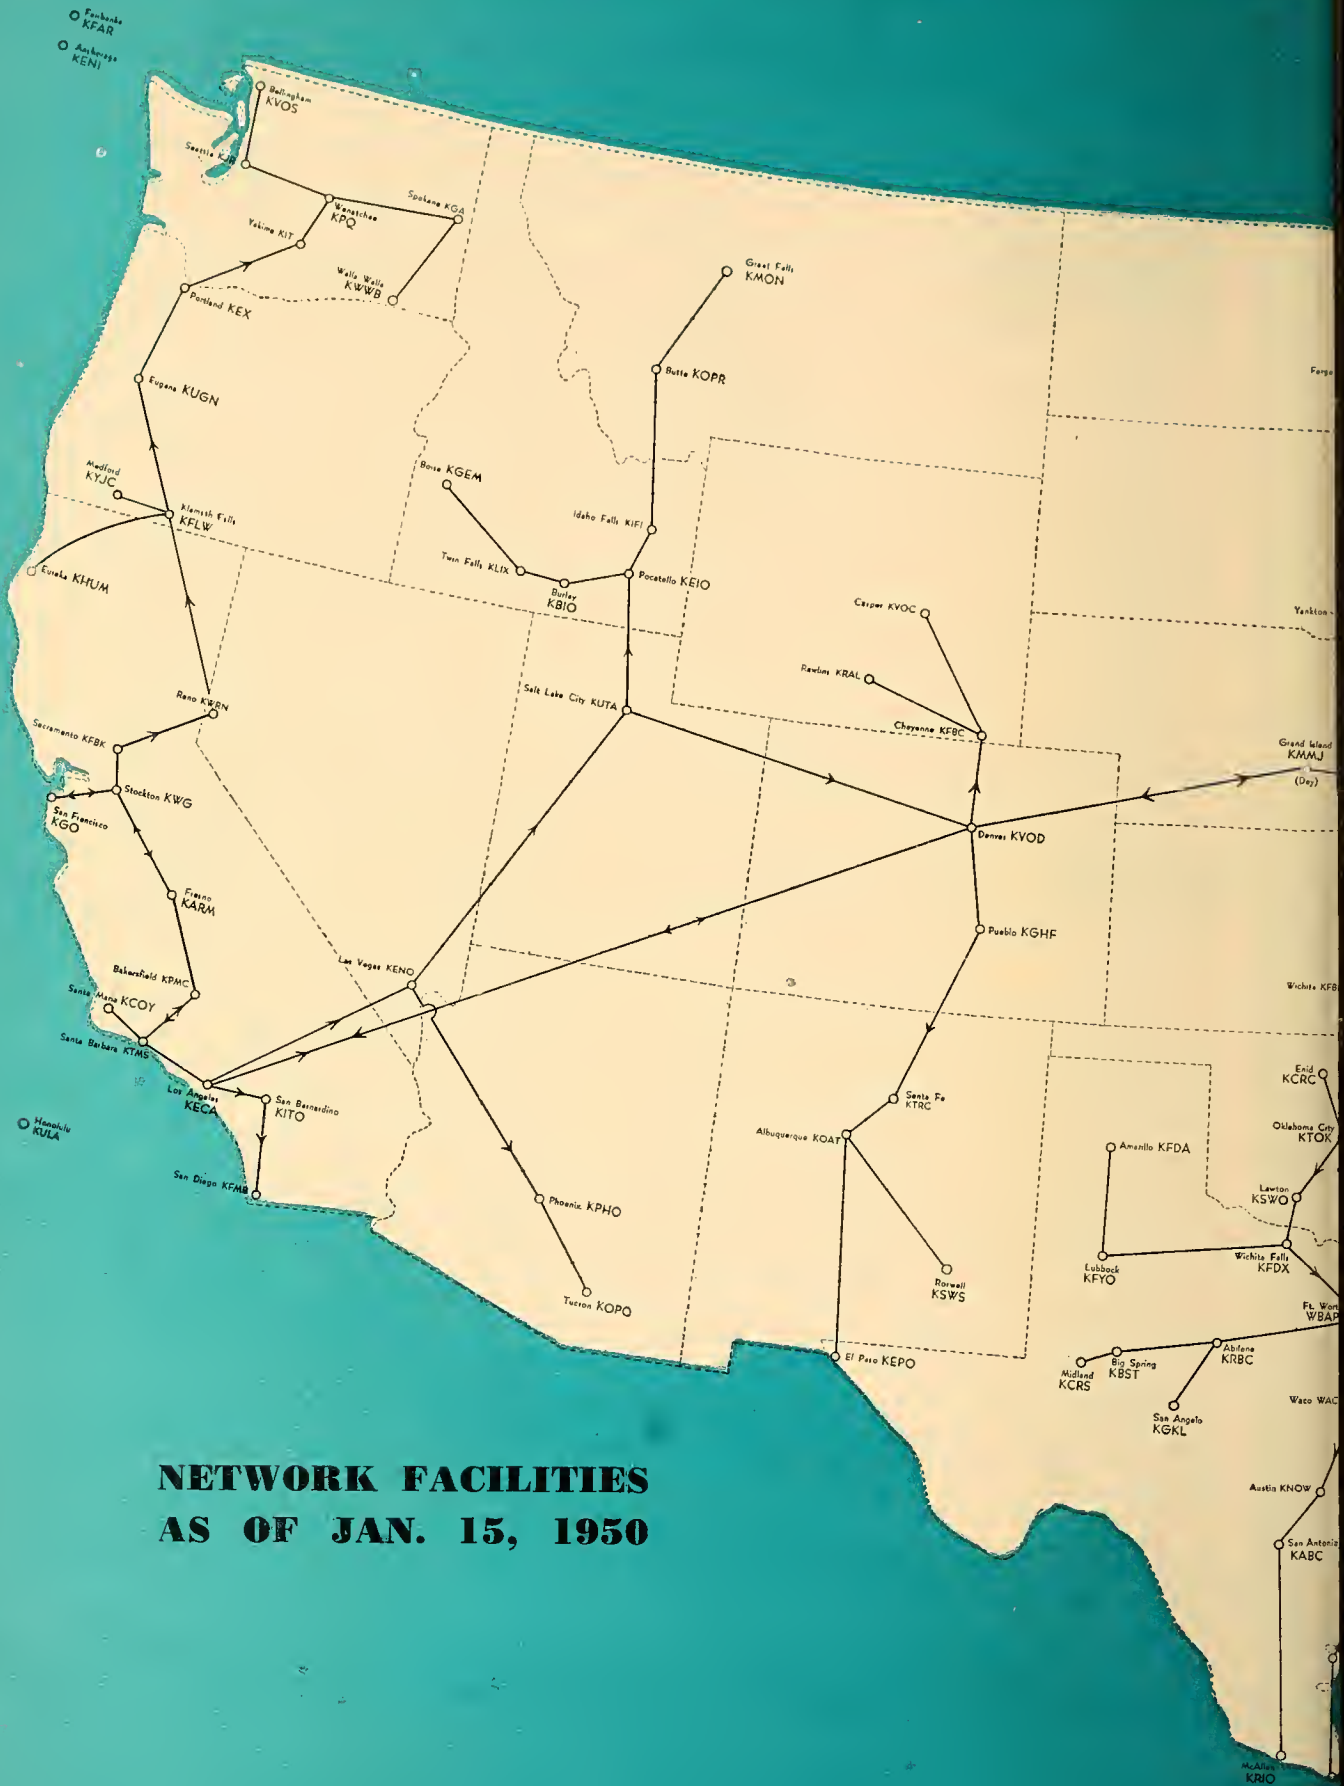 Fairbanks
KFAR
Anchorage
KENI
Bellingham
KVOS
Seattle KJR
Wenatchee
KPQ
Spokane KGA
Yakima KIT
Walla Walla
KWWB
Portland KEX
Great Falls
KMON
Butte KOPR
Fargo
Eugene KUGN
Medford
KYJC
Klamath Falls
KFLW
Boise KGEM
Idaho Falls KIFI
Twin Falls KLIX
Burley
KBIO
Pocatello KEIO
Eureka KHUM
Casper KVOC
Yankton
Rawlins KRAL
Salt Lake City KUTA
Reno KWRN
Cheyenne KFBC
Sacramento KFBK
Grand Island
KMMJ
(Day)
Stockton KWG
San Francisco
KGO
Denver KVOD
Fresno
KARM
Pueblo KGHF
Las Vegas KENO
Bakersfield KPMC
Santa Maria KCOY
Wichita KFB
Santa Barbara KTMS
Los Angeles
KECA
San Bernardino
KITO
Santa Fe
KTRC
Enid
KCRC
Honolulu
KULA
Albuquerque KOAT
Amarillo KFDA
Oklahoma City
KTOK
San Diego KFMB
Phoenix KPHO
Lawton
KSWO
Lubbock
KFYO
Wichita Falls
KFDX
Roswell
KSWS
Tucson KOPO
Ft. Wort
WBAP
El Paso KEPO
Midland
KCRS
Big Spring
KBST
Abilene
KRBC
San Angelo
KGKL
Waco WAC
NETWORK FACILITIES
AS OF JAN. 15, 1950
Austin KNOW
San Antonio
KABC
McAllen
KRIO